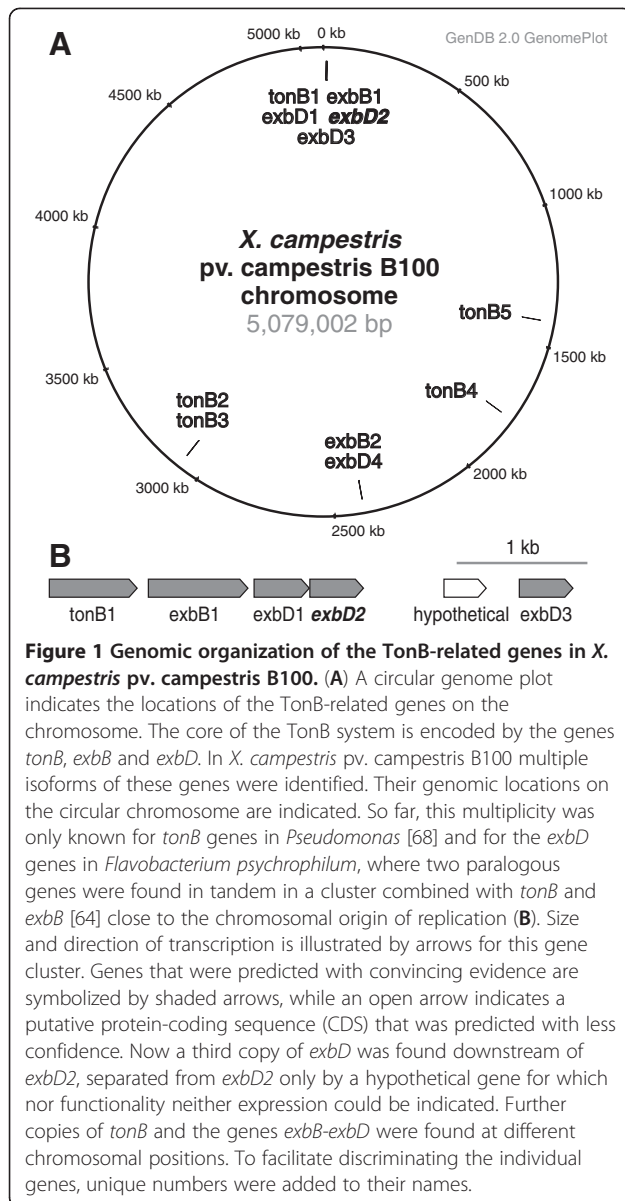 A
GenDB 2.0 GenomePlot
5000 kb
0 kb
500 kb
1000 kb
1500 kb
2000 kb
2500 kb
3000 kb
3500 kb
4000 kb
4500 kb
tonB1 exbB1
exbD1 exbD2
exbD3
X. campestris
pv. campestris B100
chromosome
5,079,002 bp
tonB5
tonB4
exbB2
exbD4
tonB2
tonB3
B
1 kb
tonB1
exbB1
exbD1
exbD2
hypothetical
exbD3
Figure 1 Genomic organization of the TonB-related genes in X.
campestris pv. campestris B100. (A) A circular genome plot
indicates the locations of the TonB-related genes on the
chromosome. The core of the TonB system is encoded by the genes
tonB, exbB and exbD. In X. campestris pv. campestris B100 multiple
isoforms of these genes were identified. Their genomic locations on
the circular chromosome are indicated. So far, this multiplicity was
only known for tonB genes in Pseudomonas [68] and for the exbD
genes in Flavobacterium psychrophilum, where two paralogous
genes were found in tandem in a cluster combined with tonB and
exbB [64] close to the chromosomal origin of replication (B). Size
and direction of transcription is illustrated by arrows for this gene
cluster. Genes that were predicted with convincing evidence are
symbolized by shaded arrows, while an open arrow indicates a
putative protein-coding sequence (CDS) that was predicted with less
confidence. Now a third copy of exbD was found downstream of
exbD2, separated from exbD2 only by a hypothetical gene for which
nor functionality neither expression could be indicated. Further
copies of tonB and the genes exbB-exbD were found at different
chromosomal positions. To facilitate discriminating the individual
genes, unique numbers were added to their names.